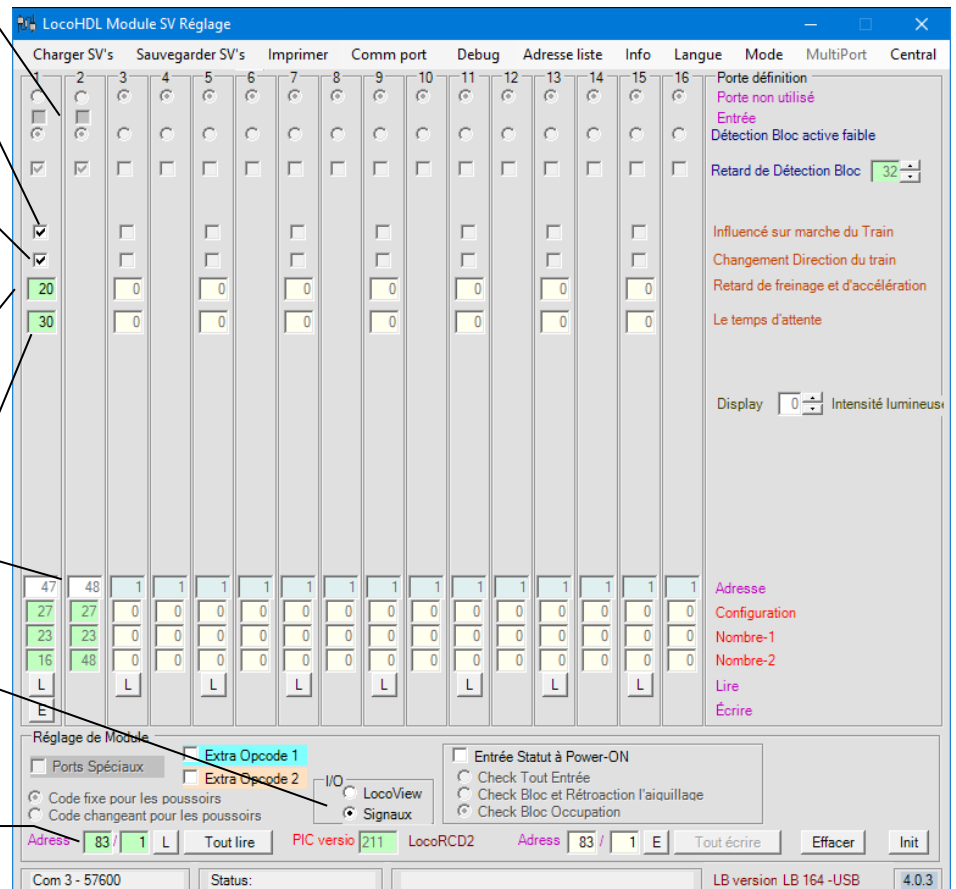 LocoHDL Module SV Réglage
Charger SV's Sauvegarder SV's Imprimer Comm port Debug Adresse liste Info Langue Mode MultiPort Central
1 2 3 4 5 6 7 8 9 10 11 12 13 14 15 16 Porte définition
Porte non utilisé
Entrée
Détection Bloc active faible
Retard de Détection Bloc 32
Influencé sur marche du Train
Changement Direction du train
20 0 0 0 0 0 0 0 Retard de freinage et d'accélération
30 0 0 0 0 0 0 0 Le temps d'attente
Display 0 Intensité lumineuse
47 48 1 1 1 1 1 1 1 1 1 1 1 1 1 1 Adresse
27 27 0 0 0 0 0 0 0 0 0 0 0 0 0 0 Configuration
23 23 0 0 0 0 0 0 0 0 0 0 0 0 0 0 Nombre-1
16 48 0 0 0 0 0 0 0 0 0 0 0 0 0 0 Nombre-2
L L L L L L L L Lire
E Écrire
Réglage de Module
Ports Spéciaux
Extra Opcode 1
Extra Opcode 2
Code fixe pour les poussoirs
Code changeant pour les poussoirs
I/O
LocoView
Signaux
Entrée Statut à Power-ON
Check Tout Entrée
Check Bloc et Rétroaction l'aiquillage
Check Bloc Occupation
Adress 83 / 1 L Tout lire PIC versio 211 LocoRCD2 Adress 83 / 1 E Tout écrire Effacer Init
Com 3 - 57600 Status: LB version LB 164 -USB 4.0.3